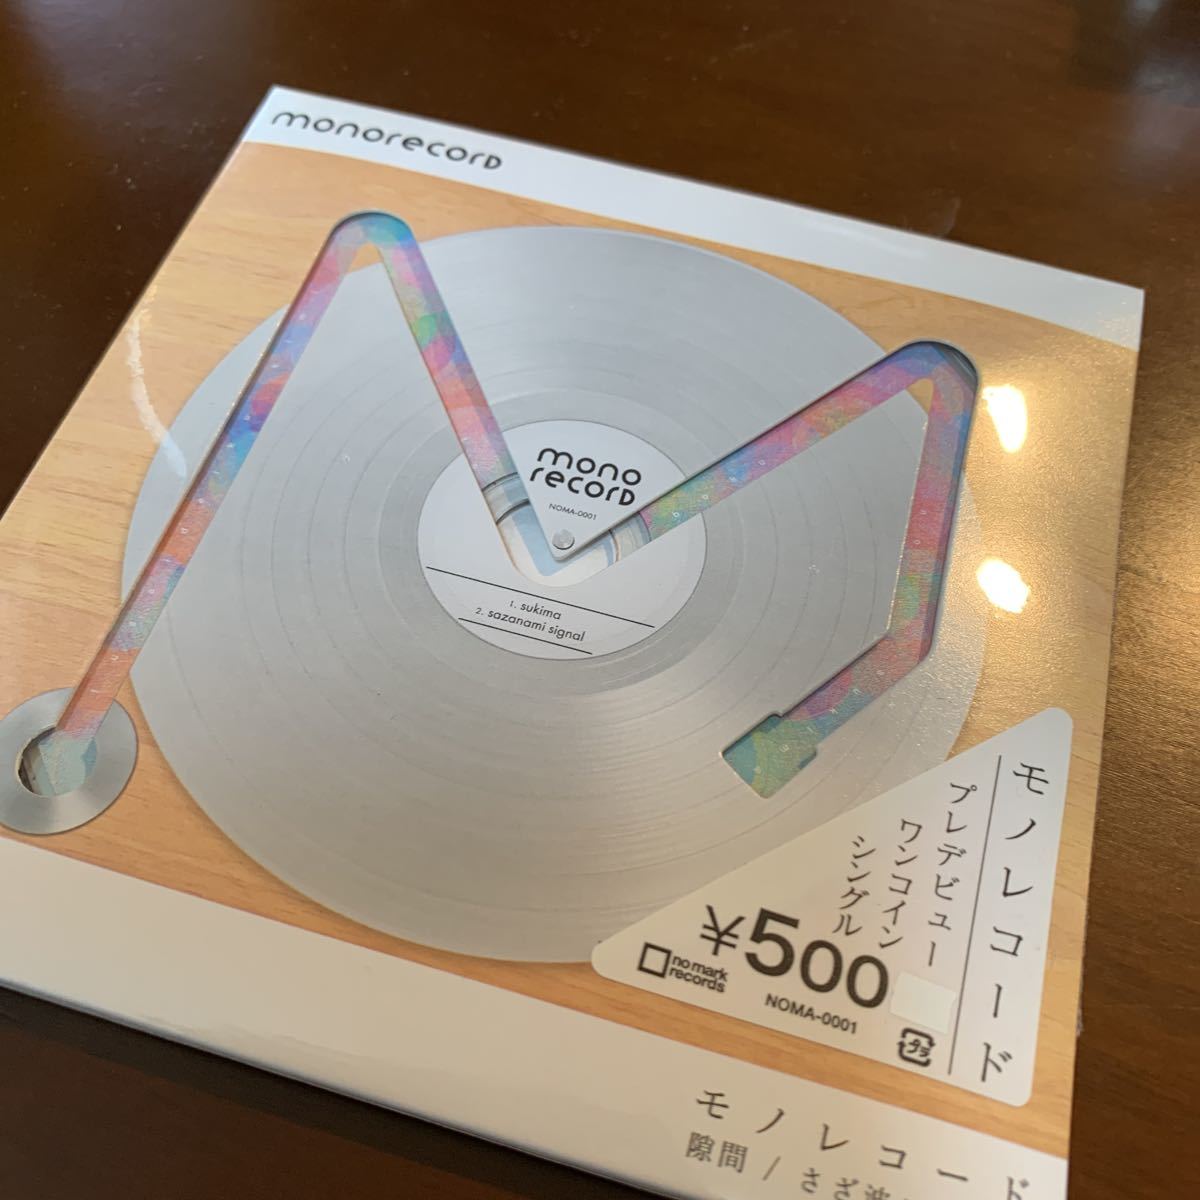 monorecord
mono
record
NOMA-0001
1. sukima
2. sazanami signal
モノレコード
プレデビュー
ワンコイン
シングル
¥500
no mark
records
NOMA-0001
プラ
モノレコード
隙間 / さざ波